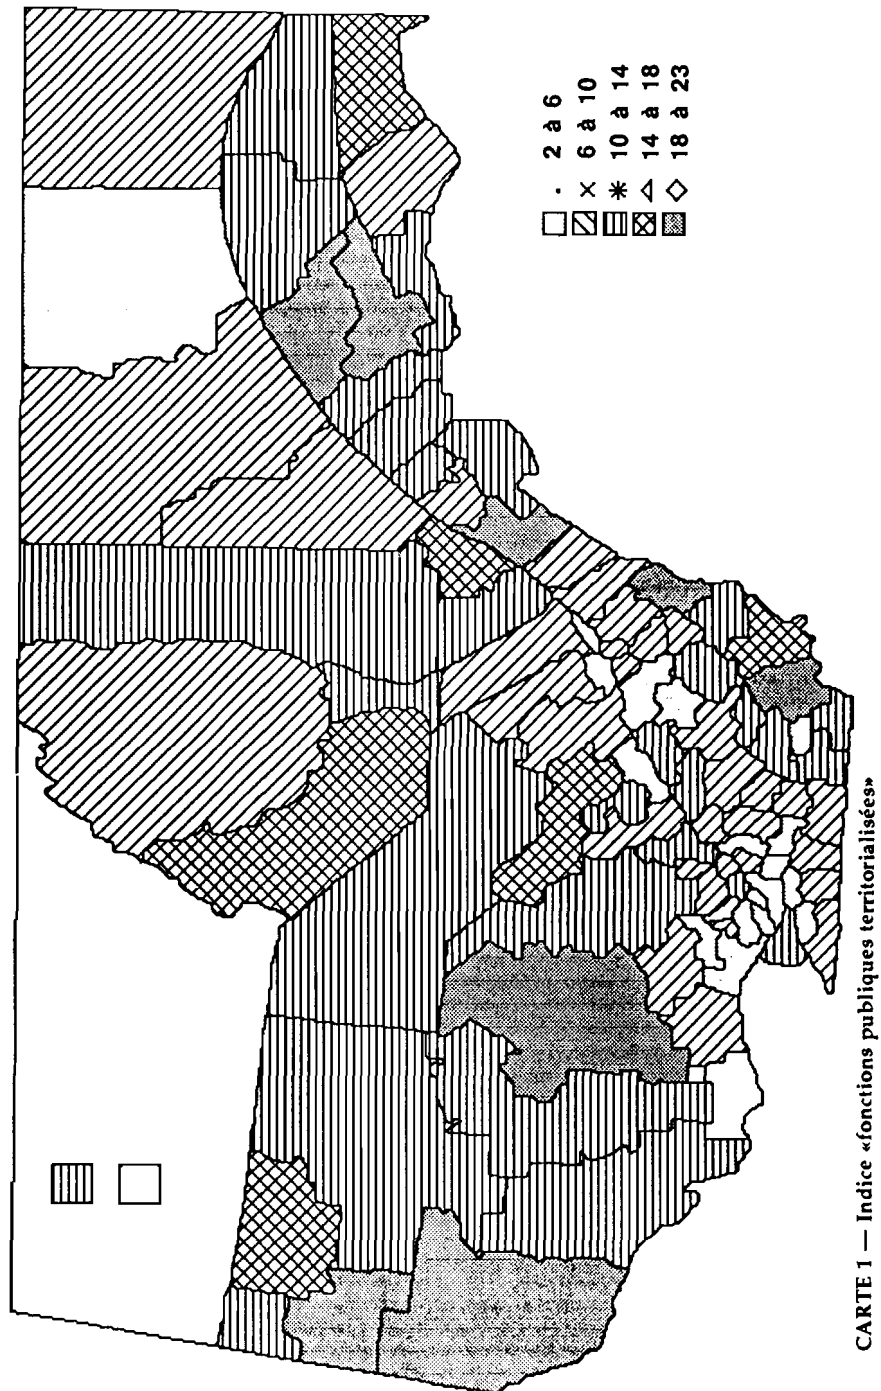 2 à 6
6 à 10
10 à 14
14 à 18
18 à 23
CARTE 1 — Indice «fonctions publiques territorialisées»